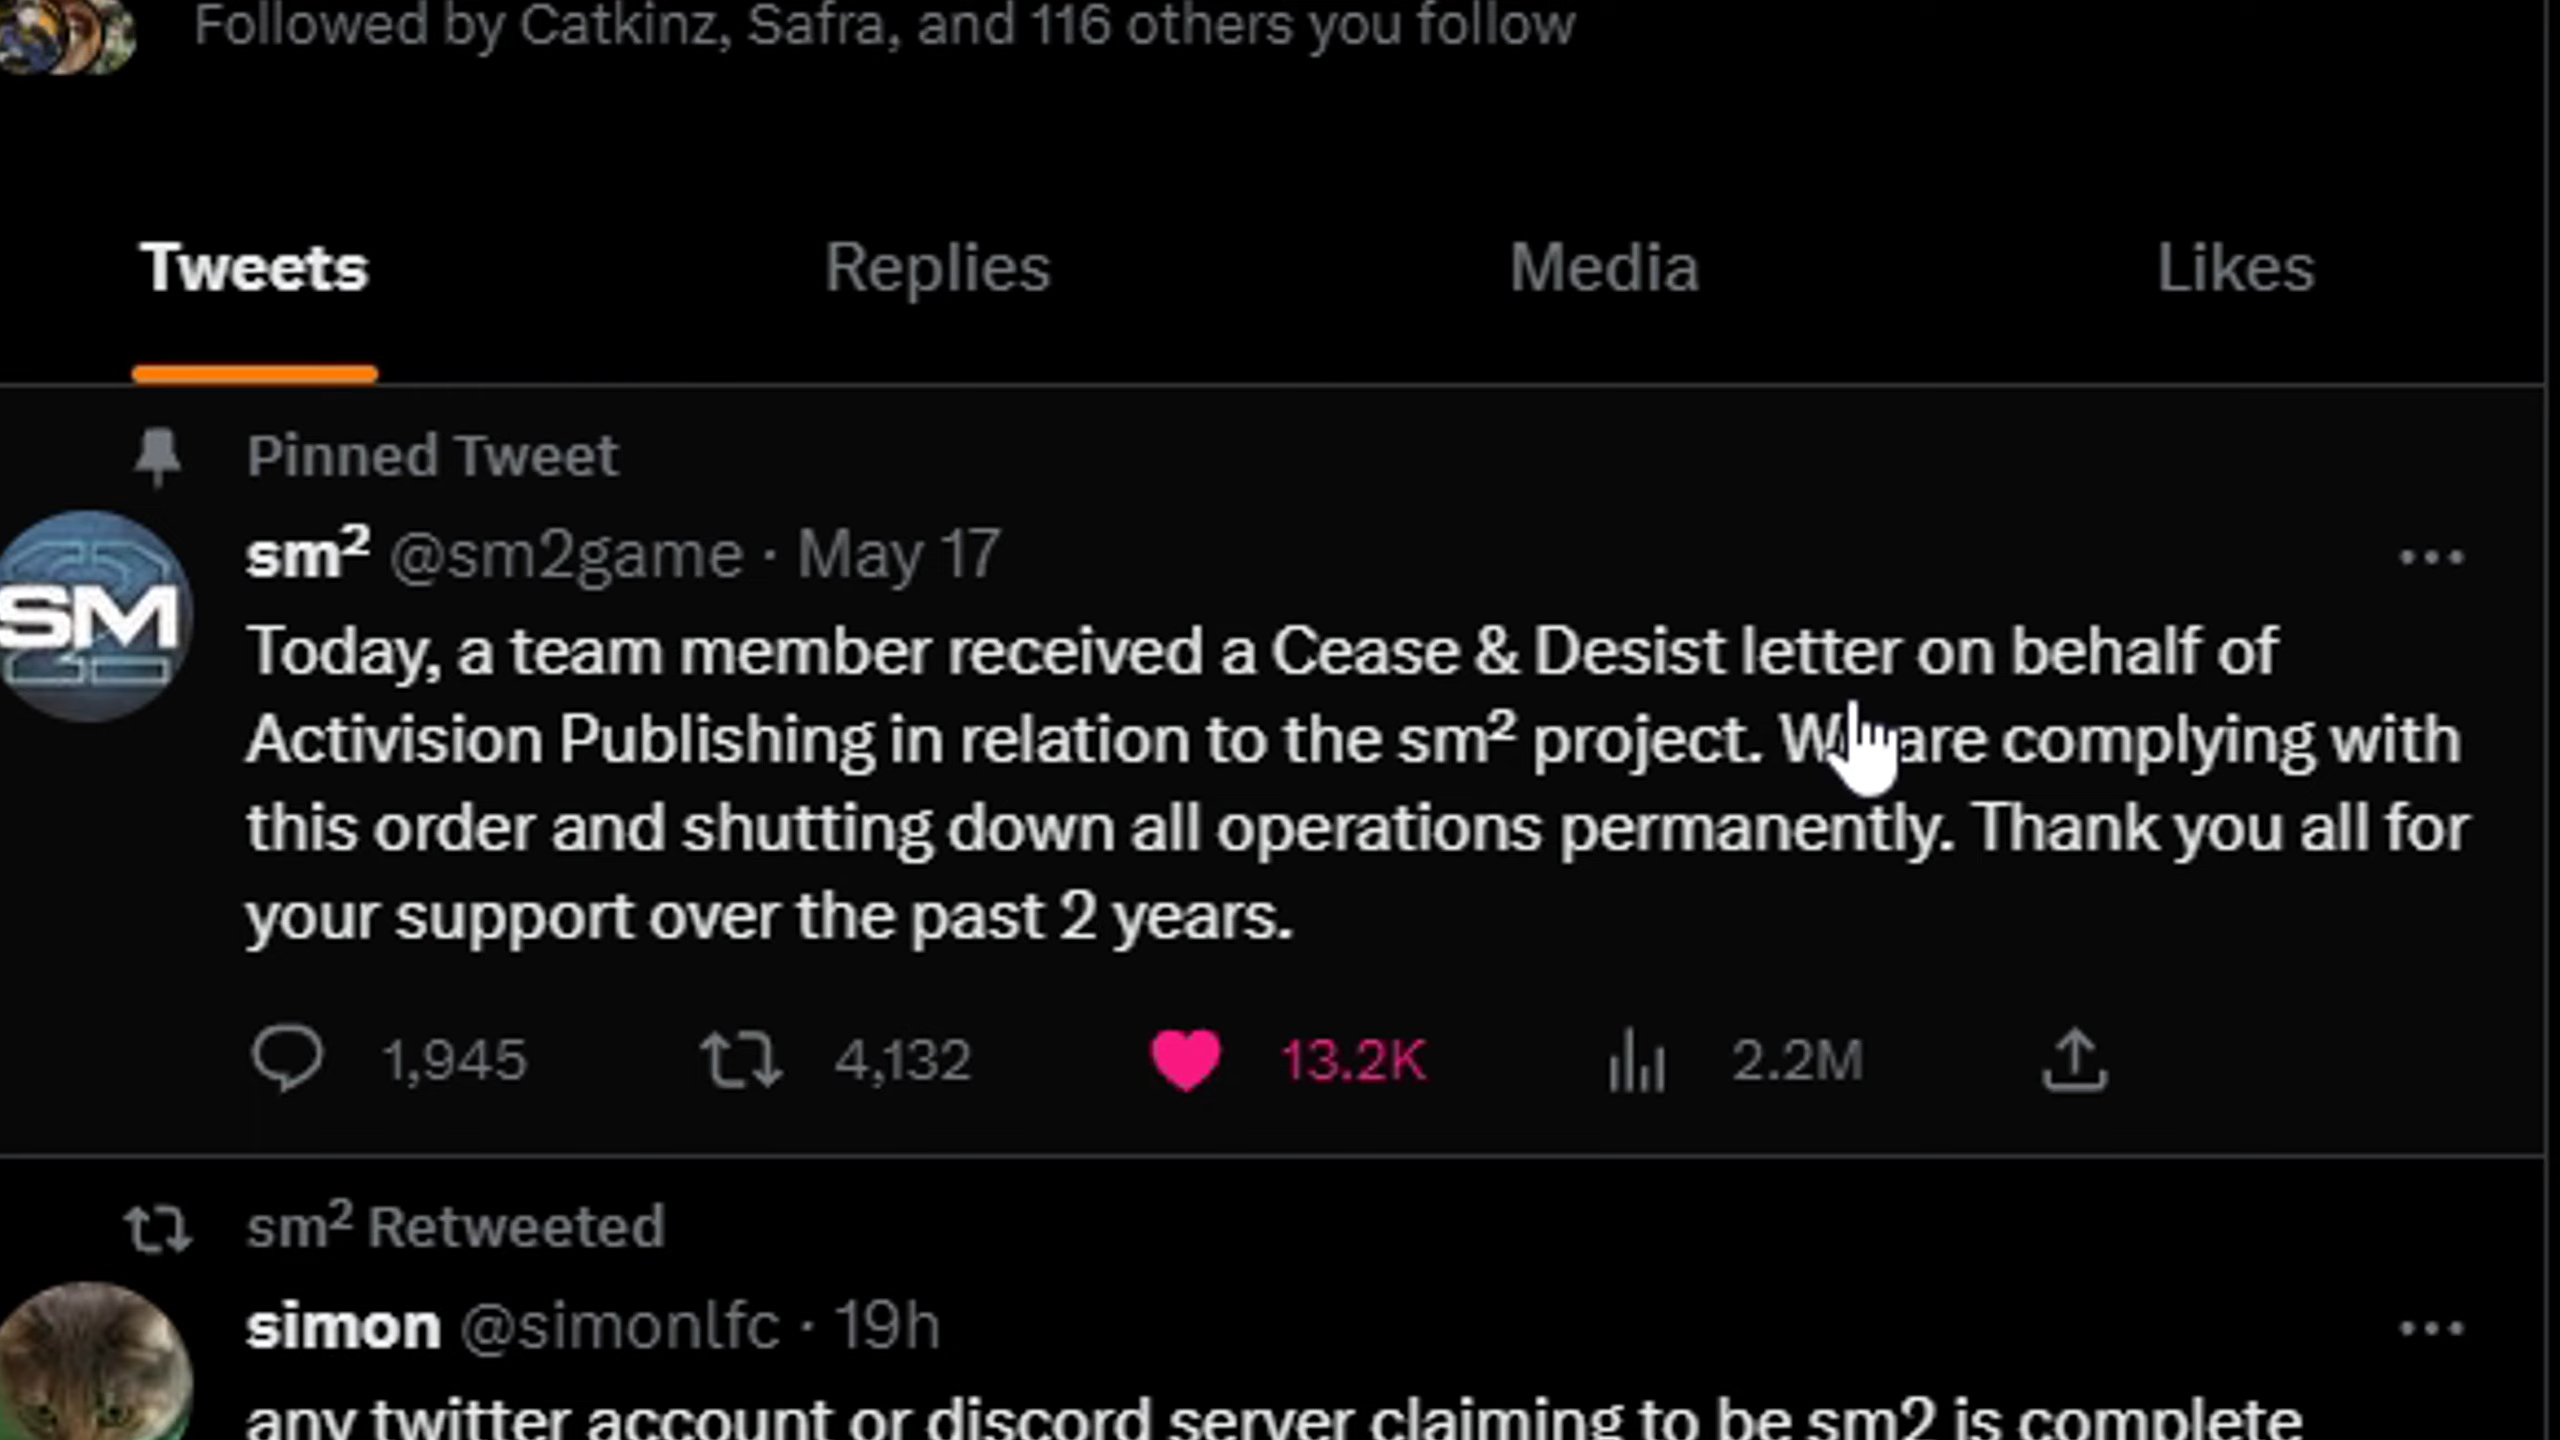 Followed by Catkinz, Safra, and 116 others you follow
Tweets Replies Media Likes
Pinned Tweet
sm² @sm2game · May 17
SM
Today, a team member received a Cease & Desist letter on behalf of
Activision Publishing in relation to the sm² project. We are complying with
this order and shutting down all operations permanently. Thank you all for
your support over the past 2 years.
1,945 4,132 13.2K 2.2M
sm² Retweeted
simon @simonlfc · 19h
any twitter account or discord server claiming to be sm2 is complete